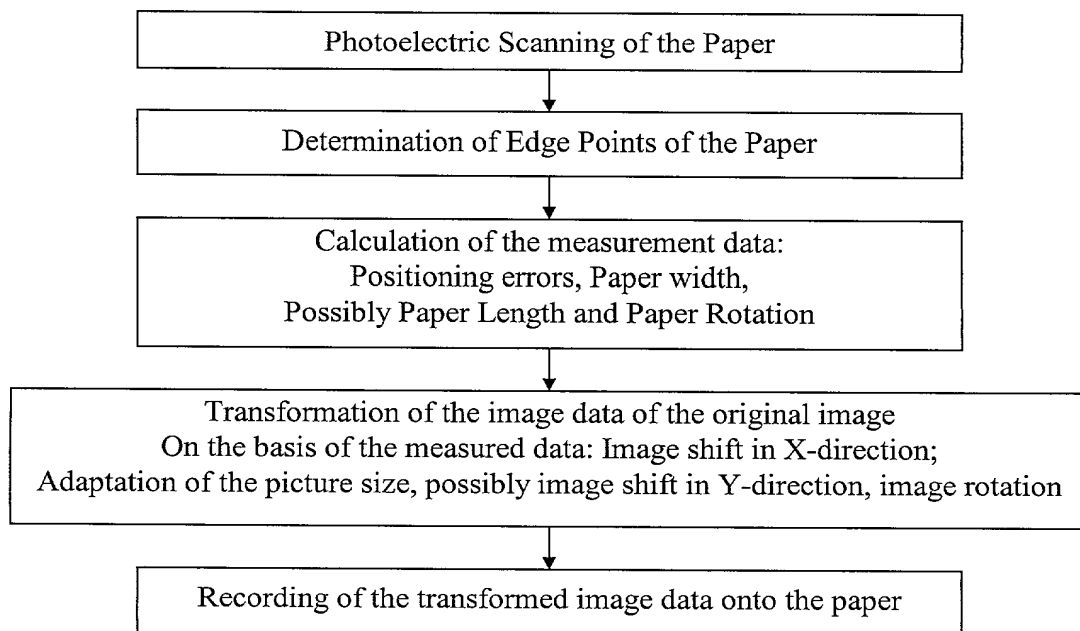 Photoelectric Scanning of the Paper
Determination of Edge Points of the Paper
Calculation of the measurement data:
Positioning errors, Paper width,
Possibly Paper Length and Paper Rotation
Transformation of the image data of the original image
On the basis of the measured data: Image shift in X-direction;
Adaptation of the picture size, possibly image shift in Y-direction, image rotation
Recording of the transformed image data onto the paper